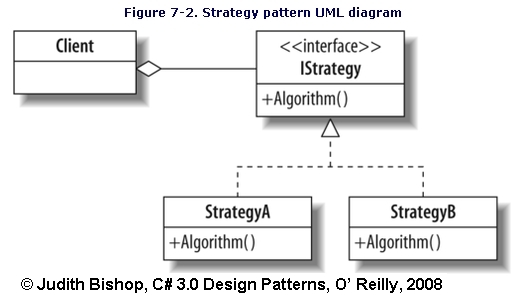 Figure 7-2. Strategy pattern UML diagram
Client
<<interface>>
IStrategy
+Algorithm()
StrategyA
+Algorithm()
StrategyB
+Algorithm()
© Judith Bishop, C# 3.0 Design Patterns, O’ Reilly, 2008